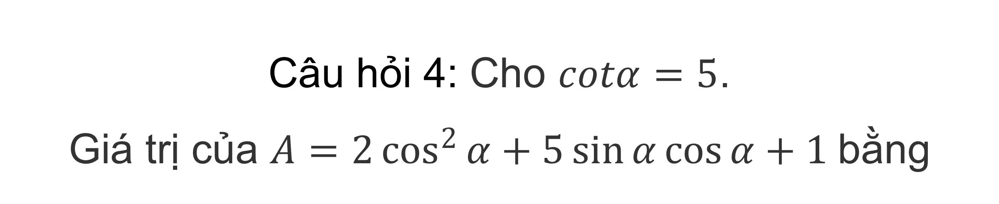 Câu hỏi 4: Cho cotα = 5.
Giá trị của A = 2 cos² α + 5 sin α cos α + 1 bằng